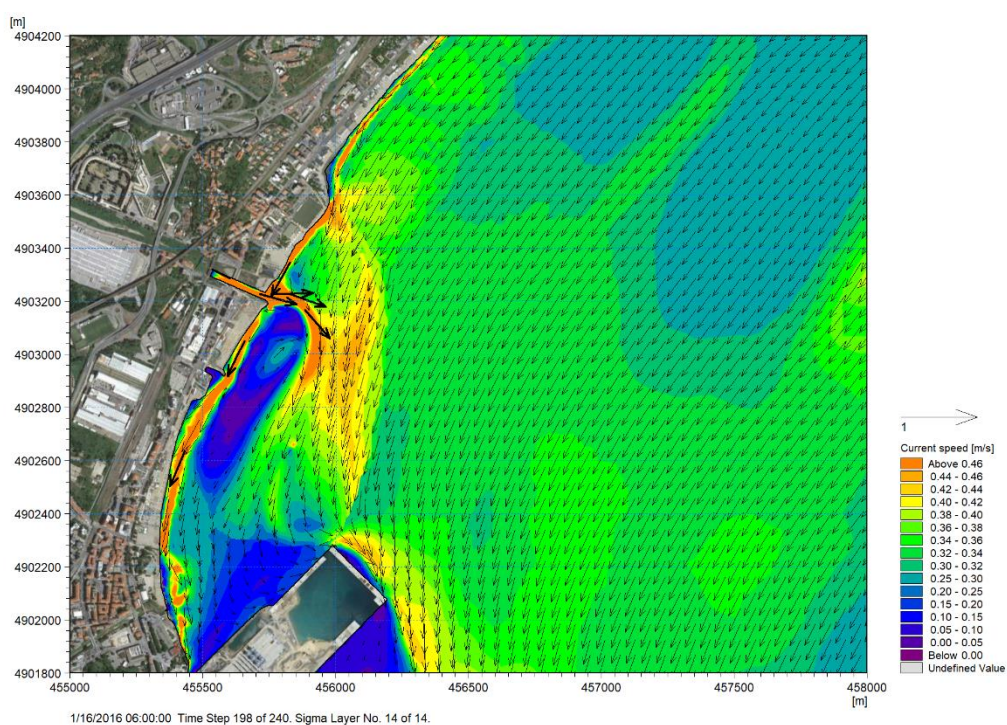 [m]
4904200
4904000
4903800
4903600
4903400
4903200
4903000
4902800
4902600
4902400
4902200
4902000
4901800
455000 455500 456000 456500 457000 457500 458000
[m]
1
Current speed [m/s]
Above 0.46
0.44 - 0.46
0.42 - 0.44
0.40 - 0.42
0.38 - 0.40
0.36 - 0.38
0.34 - 0.36
0.32 - 0.34
0.30 - 0.32
0.25 - 0.30
0.20 - 0.25
0.15 - 0.20
0.10 - 0.15
0.05 - 0.10
0.00 - 0.05
Below 0.00
Undefined Value
1/16/2016 06:00:00 Time Step 198 of 240. Sigma Layer No. 14 of 14.